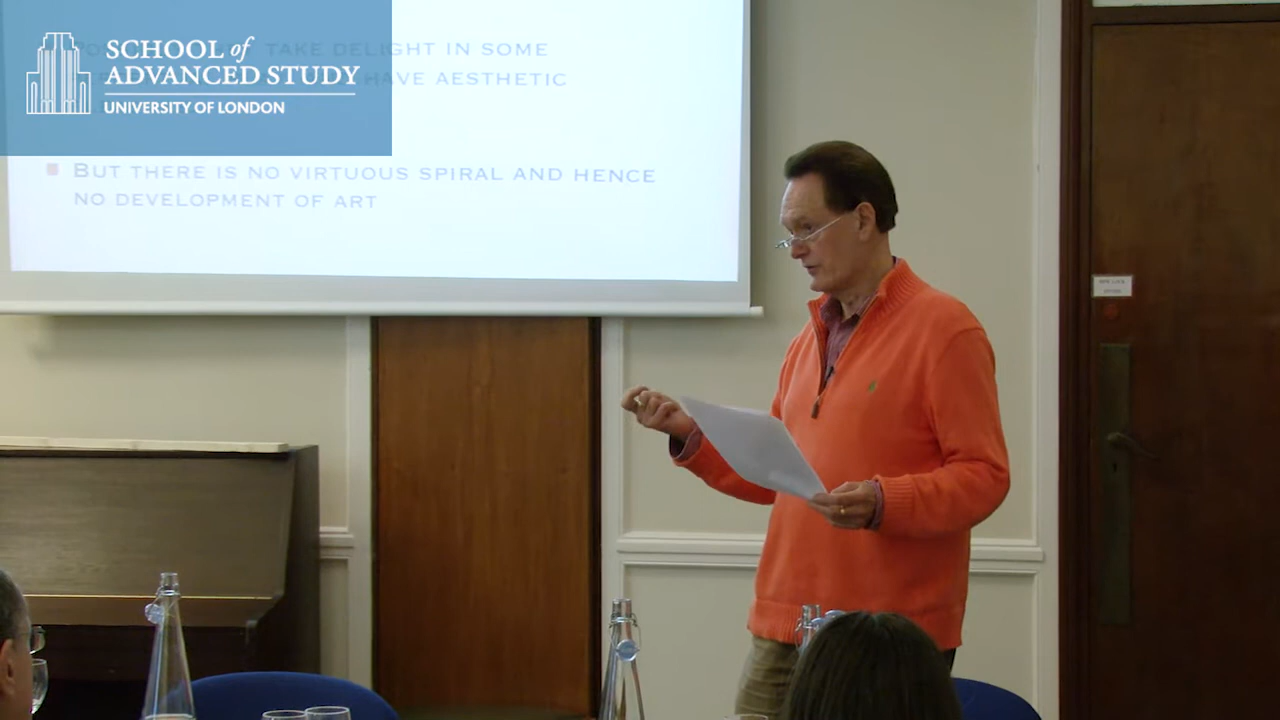 SCHOOL of
ADVANCED STUDY
UNIVERSITY OF LONDON
TAKE DELIGHT IN SOME
HAVE AESTHETIC
BUT THERE IS NO VIRTUOUS SPIRAL AND HENCE
NO DEVELOPMENT OF ART